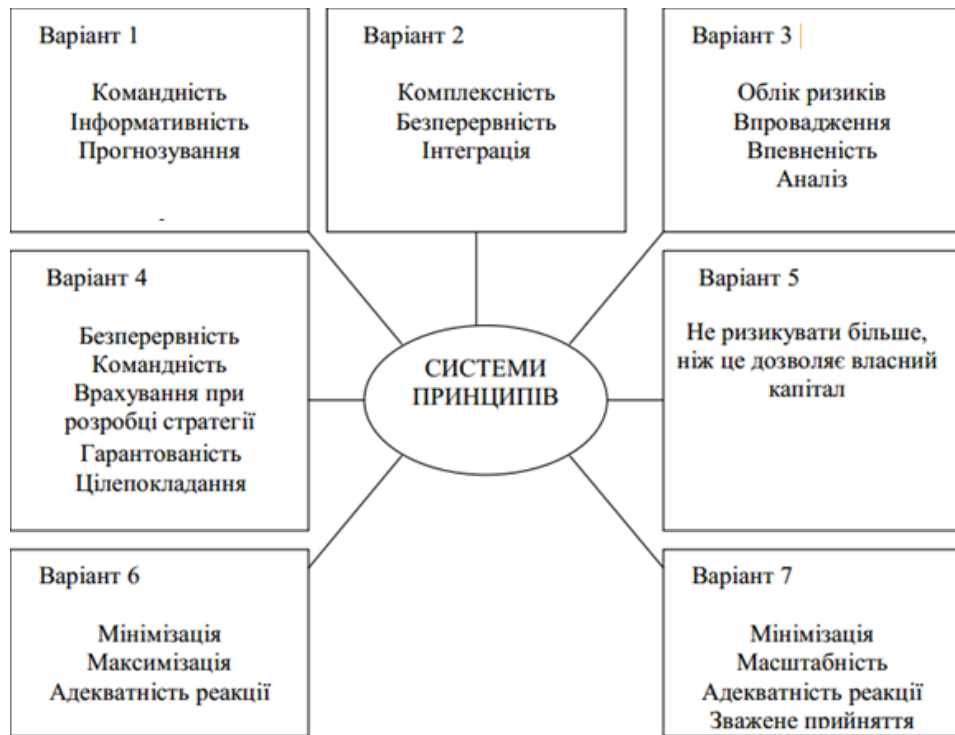 Варіант 1
Командність
Інформативність
Прогнозування
-
Варіант 2
Комплексність
Безперервність
Інтеграція
Варіант 3
Облік ризиків
Впровадження
Впевненість
Аналіз
Варіант 4
Безперервність
Командність
Врахування при
розробці стратегії
Гарантованість
Цілепокладання
СИСТЕМИ
ПРИНЦИПІВ
Варіант 5
Не ризикувати більше,
ніж це дозволяє власний
капітал
Варіант 6
Мінімізація
Максимізація
Адекватність реакції
Варіант 7
Мінімізація
Масштабність
Адекватність реакції
Зважене прийняття